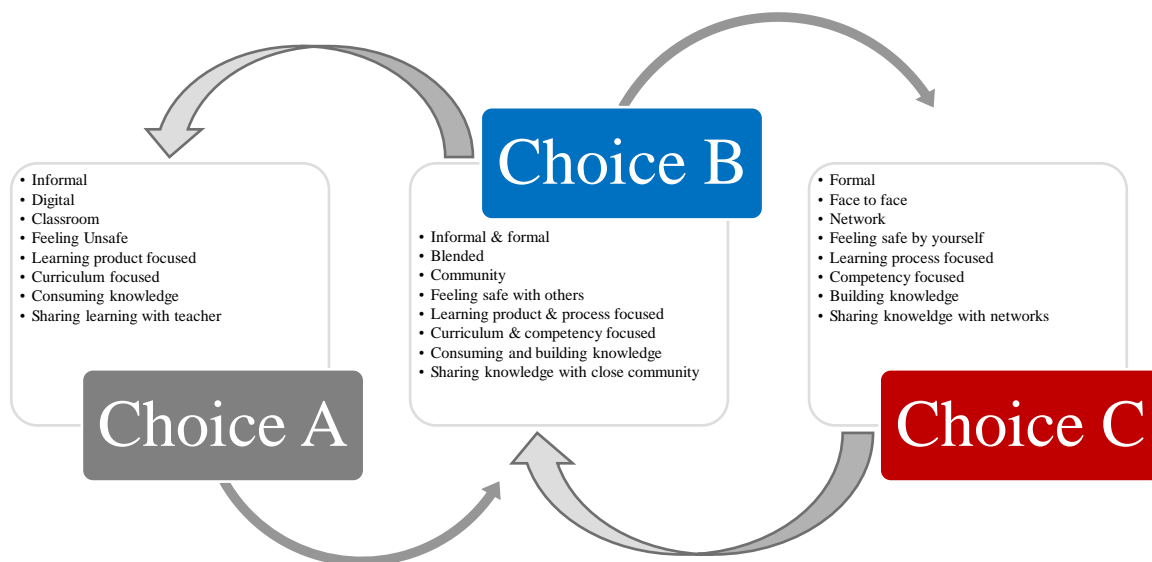 • Informal
• Digital
• Classroom
• Feeling Unsafe
• Learning product focused
• Curriculum focused
• Consuming knowledge
• Sharing learning with teacher
Choice A
Choice B
• Informal & formal
• Blended
• Community
• Feeling safe with others
• Learning product & process focused
• Curriculum & competency focused
• Consuming and building knowledge
• Sharing knowledge with close community
• Formal
• Face to face
• Network
• Feeling safe by yourself
• Learning process focused
• Competency focused
• Building knowledge
• Sharing knoweldge with networks
Choice C